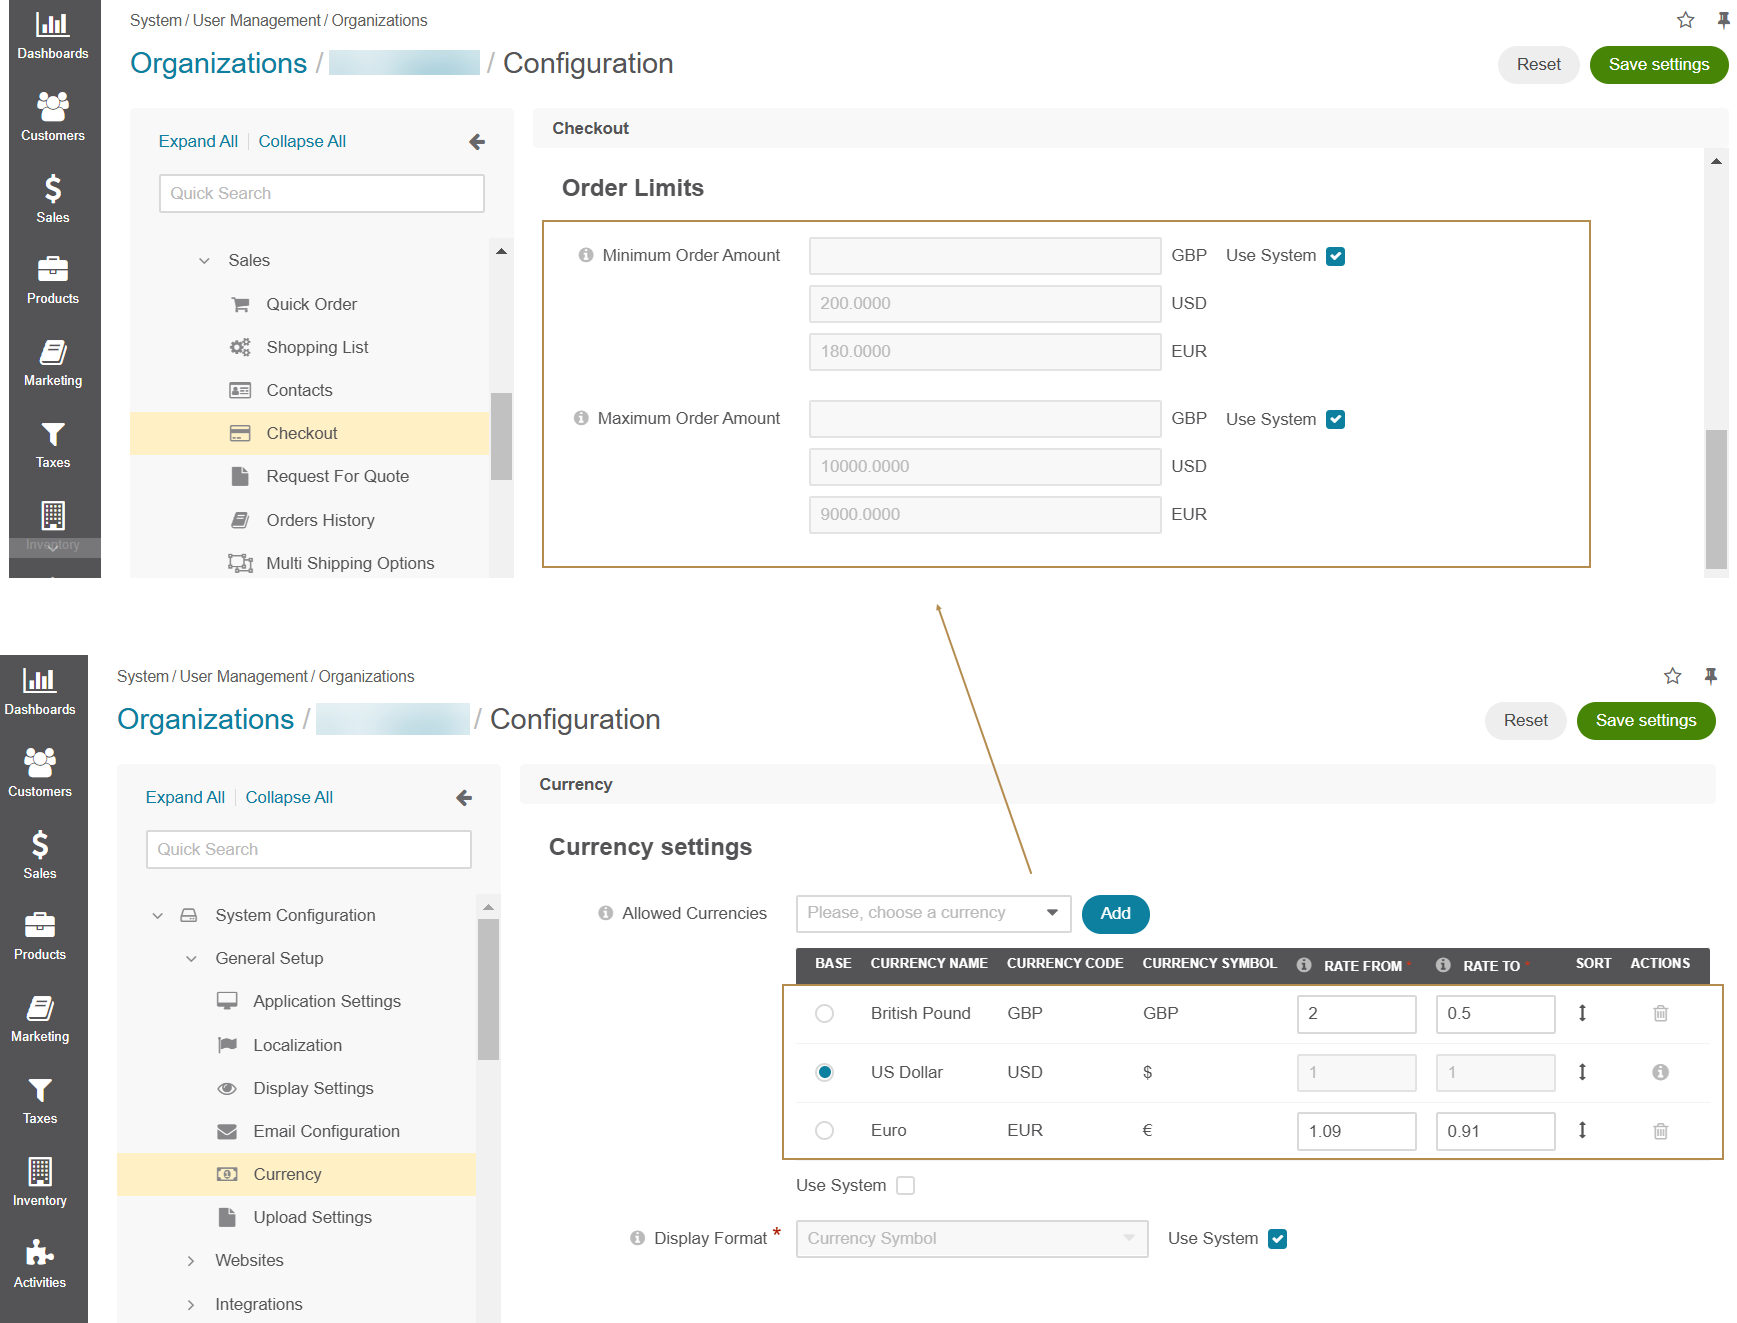 System / User Management / Organizations
Organizations / / Configuration
Reset
Save settings
Dashboards
Customers
Sales
Products
Marketing
Taxes
Inventory
Expand All
Collapse All
Quick Search
Sales
Quick Order
Shopping List
Contacts
Checkout
Request For Quote
Orders History
Multi Shipping Options
Checkout
Order Limits
Minimum Order Amount GBP Use System
200.0000 USD
180.0000 EUR
Maximum Order Amount GBP Use System
10000.0000 USD
9000.0000 EUR
System / User Management / Organizations
Organizations / / Configuration
Reset
Save settings
Dashboards
Customers
Sales
Products
Marketing
Taxes
Inventory
Activities
Expand All
Collapse All
Quick Search
System Configuration
General Setup
Application Settings
Localization
Display Settings
Email Configuration
Currency
Upload Settings
Websites
Integrations
Currency
Currency settings
Allowed Currencies Please, choose a currency Add
BASE CURRENCY NAME CURRENCY CODE CURRENCY SYMBOL RATE FROM * RATE TO * SORT ACTIONS
British Pound GBP GBP 2 0.5
US Dollar USD $ 1 1
Euro EUR € 1.09 0.91
Use System
Display Format * Currency Symbol Use System